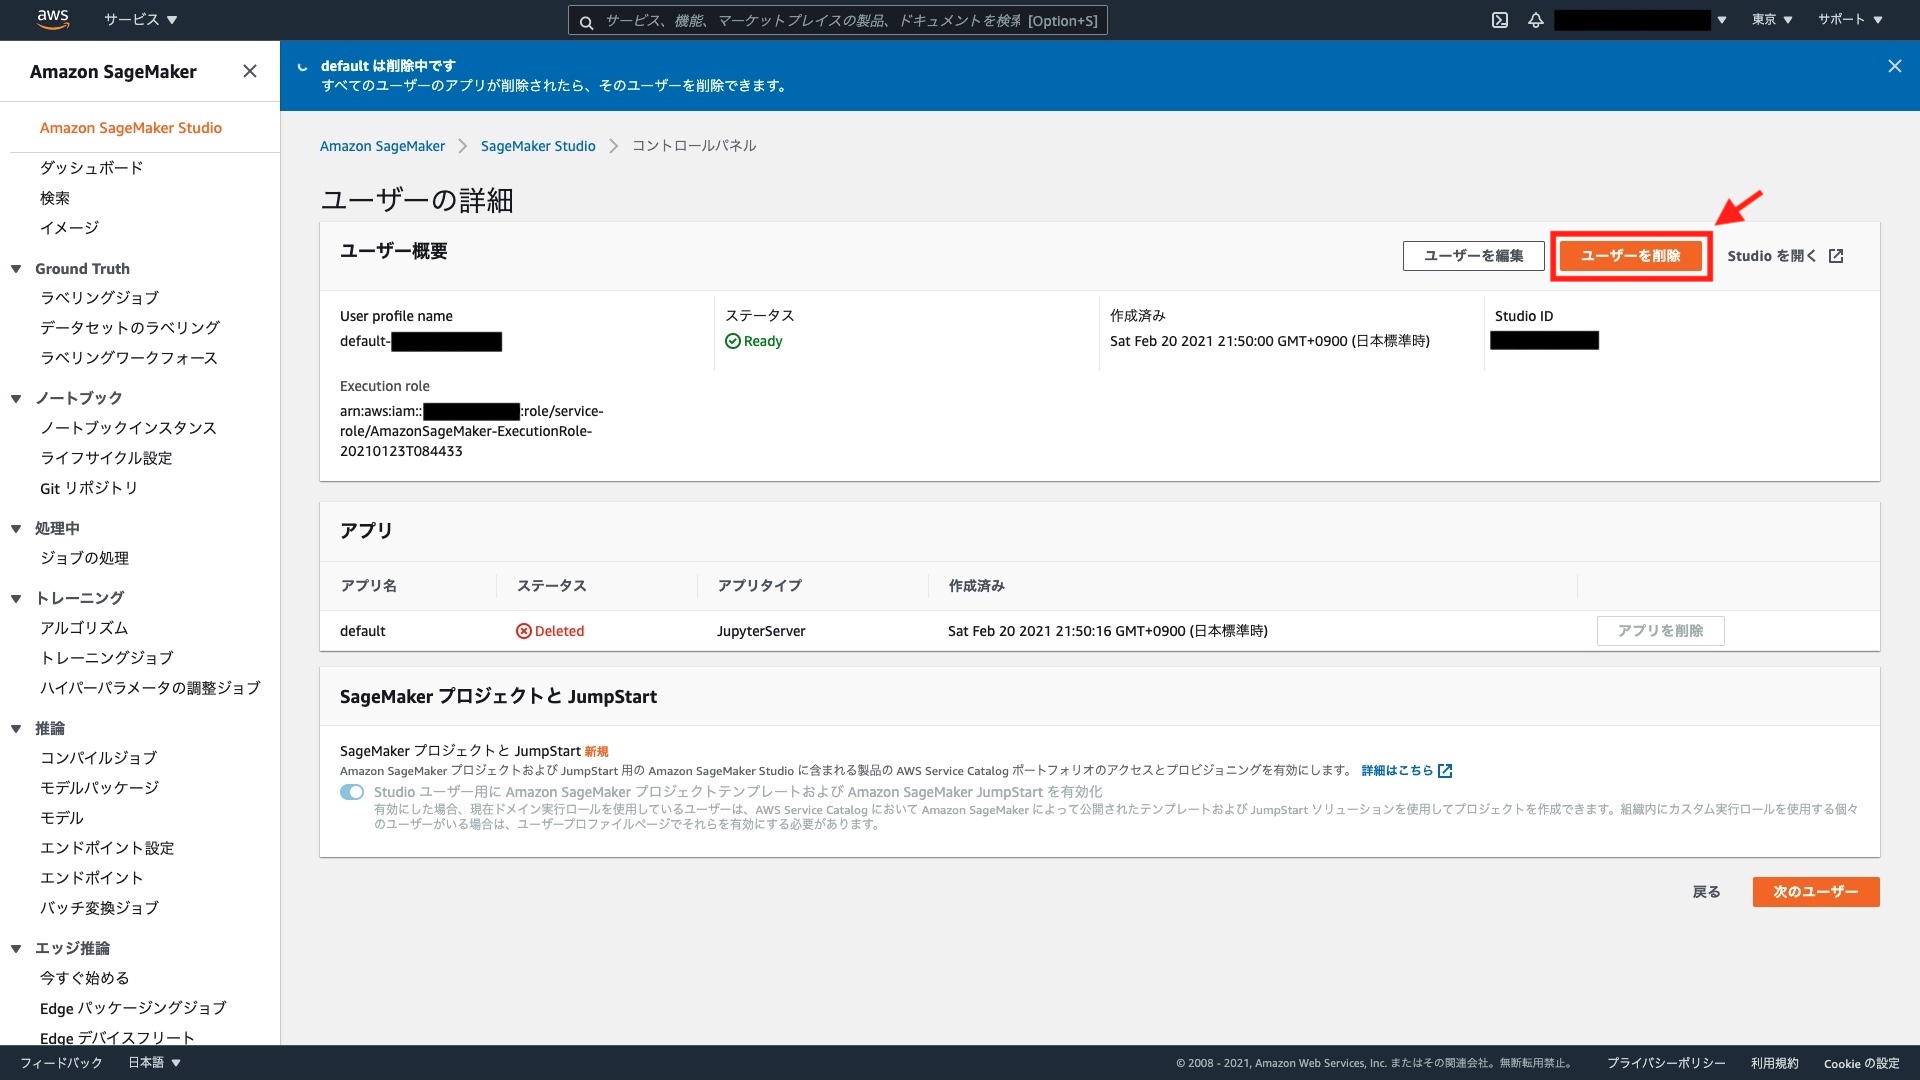 aws
サービス ▼
サービス、機能、マーケットプレイスの製品、ドキュメントを検索 [Option+S]
東京 ▼
サポート ▼
Amazon SageMaker
default は削除中です
すべてのユーザーのアプリが削除されたら、そのユーザーを削除できます。
Amazon SageMaker Studio
ダッシュボード
検索
イメージ
Ground Truth
ラベリングジョブ
データセットのラベリング
ラベリングワークフォース
ノートブック
ノートブックインスタンス
ライフサイクル設定
Git リポジトリ
処理中
ジョブの処理
トレーニング
アルゴリズム
トレーニングジョブ
ハイパーパラメータの調整ジョブ
推論
コンパイルジョブ
モデルパッケージ
モデル
エンドポイント設定
エンドポイント
バッチ変換ジョブ
エッジ推論
今すぐ始める
Edge パッケージングジョブ
Edge デバイスフリート
Amazon SageMaker > SageMaker Studio > コントロールパネル
ユーザーの詳細
ユーザー概要
ユーザーを編集
ユーザーを削除
Studio を開く
User profile name
default-
ステータス
Ready
作成済み
Sat Feb 20 2021 21:50:00 GMT+0900 (日本標準時)
Studio ID
Execution role
arn:aws:iam:: :role/service-
role/AmazonSageMaker-ExecutionRole-
20210123T084433
アプリ
アプリ名 ステータス アプリタイプ 作成済み
default Deleted JupyterServer Sat Feb 20 2021 21:50:16 GMT+0900 (日本標準時) アプリを削除
SageMaker プロジェクトと JumpStart
SageMaker プロジェクトと JumpStart 新規
Amazon SageMaker プロジェクトおよび JumpStart 用の Amazon SageMaker Studio に含まれる製品の AWS Service Catalog ポートフォリオのアクセスとプロビジョニングを有効にします。 詳細はこちら
Studio ユーザー用に Amazon SageMaker プロジェクトテンプレートおよび Amazon SageMaker JumpStart を有効化
有効にした場合、現在ドメイン実行ロールを使用しているユーザーは、AWS Service Catalog において Amazon SageMaker によって公開されたテンプレートおよび JumpStart ソリューションを使用してプロジェクトを作成できます。組織内にカスタム実行ロールを使用する個々
のユーザーがいる場合は、ユーザープロファイルページでそれらを有効にする必要があります。
戻る
次のユーザー
フィードバック
日本語 ▼
© 2008 - 2021, Amazon Web Services, Inc. またはその関連会社。無断転用禁止。
プライバシーポリシー
利用規約
Cookie の設定